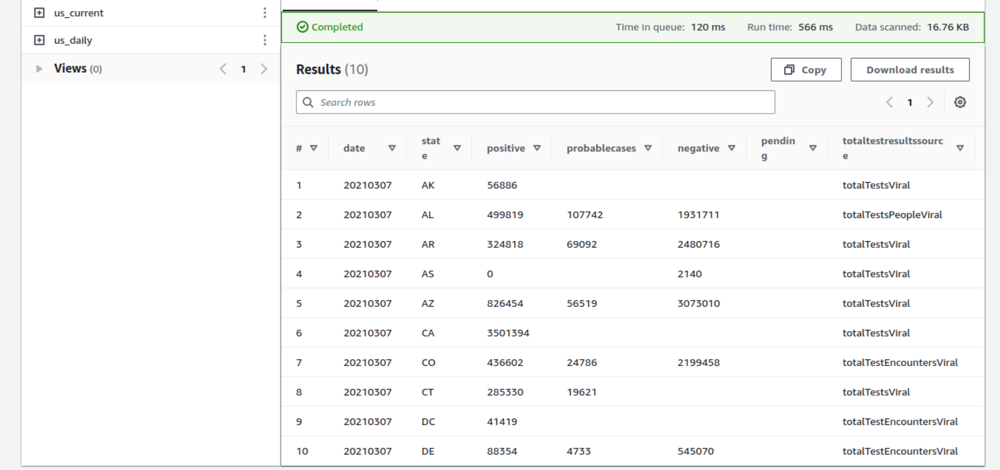 us_current
us_daily
Views (0) 1
Completed Time in queue: 120 ms Run time: 566 ms Data scanned: 16.76 KB
Results (10) Copy Download results
Search rows 1
# date stat positive probablecases negative pendin totaltestresultssourc
e g e
1 20210307 AK 56886 totalTestsViral
2 20210307 AL 499819 107742 1931711 totalTestsPeopleViral
3 20210307 AR 324818 69092 2480716 totalTestsViral
4 20210307 AS 0 2140 totalTestsViral
5 20210307 AZ 826454 56519 3073010 totalTestsViral
6 20210307 CA 3501394 totalTestsViral
7 20210307 CO 436602 24786 2199458 totalTestEncountersViral
8 20210307 CT 285330 19621 totalTestsViral
9 20210307 DC 41419 totalTestEncountersViral
10 20210307 DE 88354 4733 545070 totalTestEncountersViral